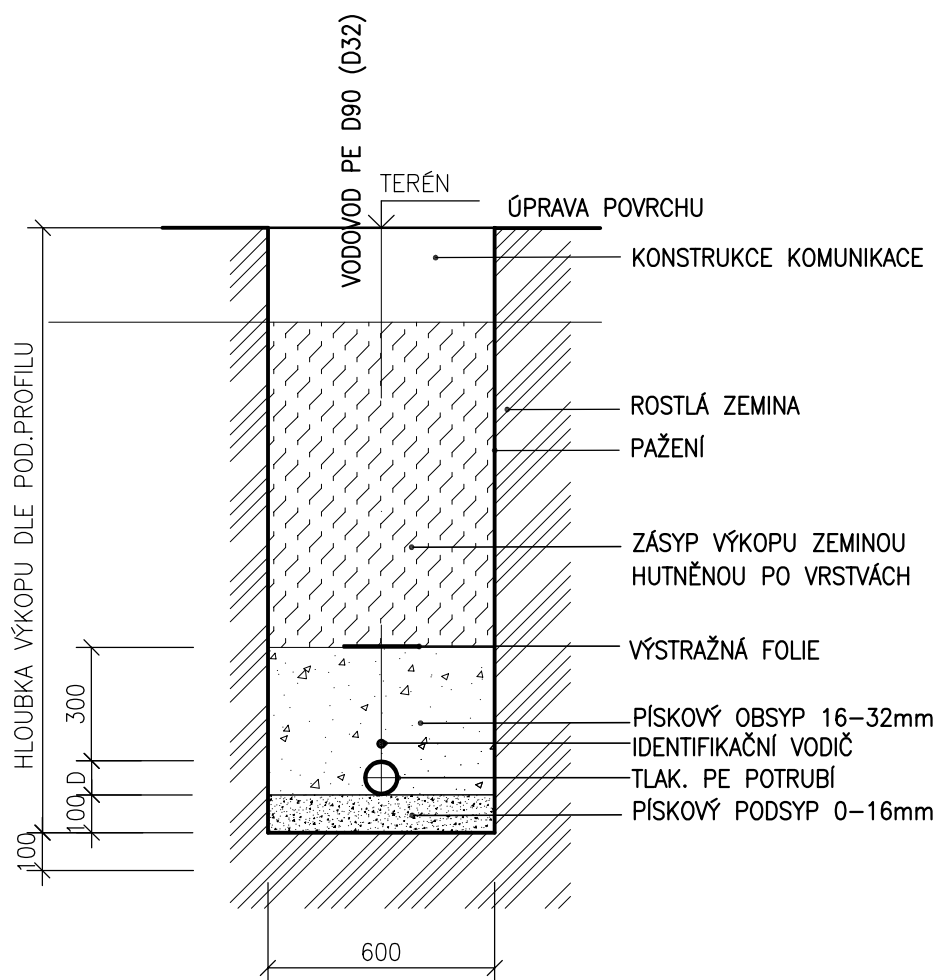 VODOVOD PE D90 (D32)
TERÉN
ÚPRAVA POVRCHU
KONSTRUKCE KOMUNIKACE
ROSTLÁ ZEMINA
PAŽENÍ
ZÁSYP VÝKOPU ZEMINOU
HUTNĚNOU PO VRSTVÁCH
VÝSTRAŽNÁ FOLIE
PÍSKOVÝ OBSYP 16-32mm
IDENTIFIKAČNÍ VODIČ
TLAK. PE POTRUBÍ
PÍSKOVÝ PODSYP 0-16mm
HLOUBKA VÝKOPU DLE POD.PROFILU
300
D
100
100
600